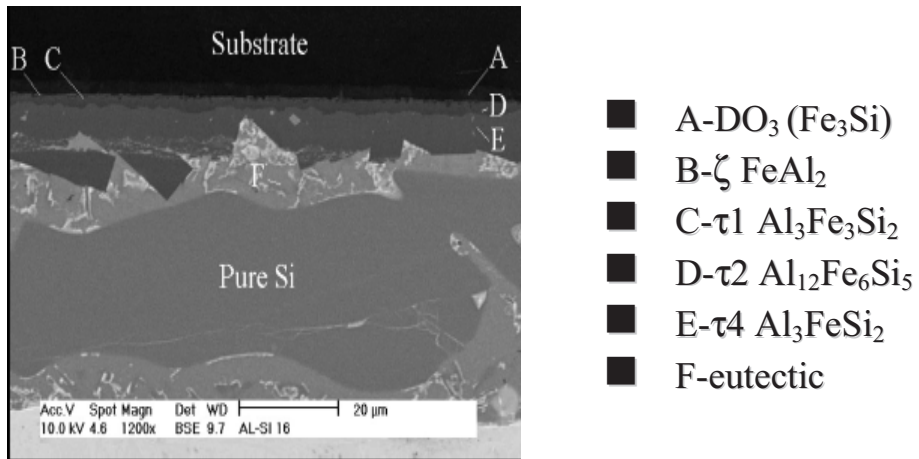 Substrate
B C A
D
E
F
Pure Si
Acc.V Spot Magn Det WD 20 μm
10.0 kV 4.6 1200x BSE 9.7 AL-SI 16
A-DO₃ (Fe₃Si)
B-ζ FeAl₂
C-τ1 Al₃Fe₃Si₂
D-τ2 Al₁₂Fe₆Si₅
E-τ4 Al₃FeSi₂
F-eutectic